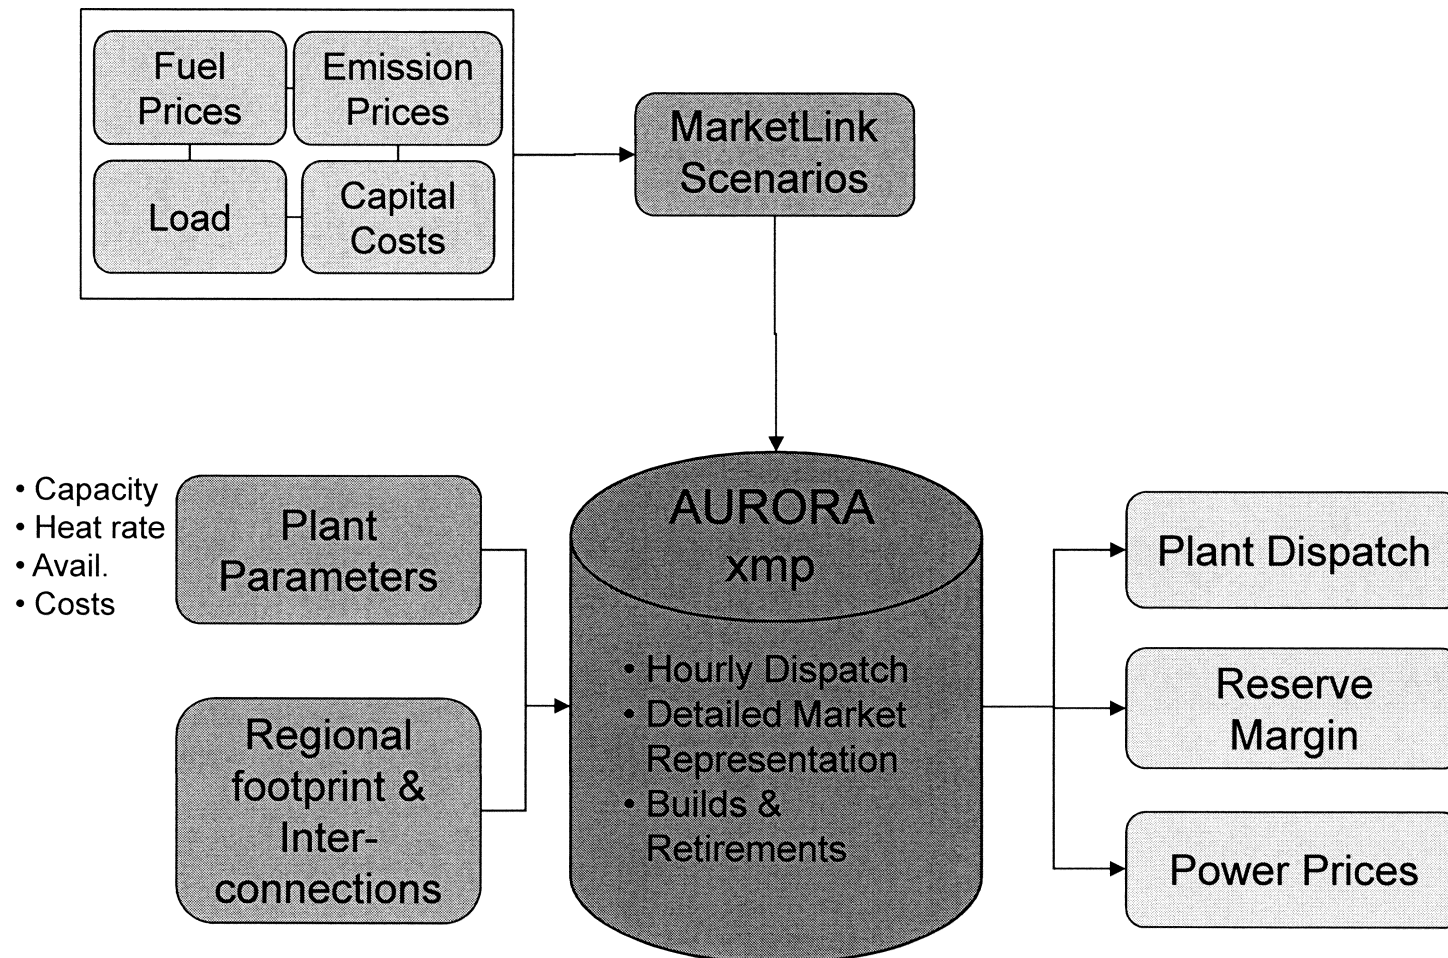 Fuel
Prices
Emission
Prices
Load
Capital
Costs
MarketLink
Scenarios
• Capacity
• Heat rate
• Avail.
• Costs
Plant
Parameters
Regional
footprint &
Inter-
connections
AURORA
xmp
• Hourly Dispatch
• Detailed Market
Representation
• Builds &
Retirements
Plant Dispatch
Reserve
Margin
Power Prices